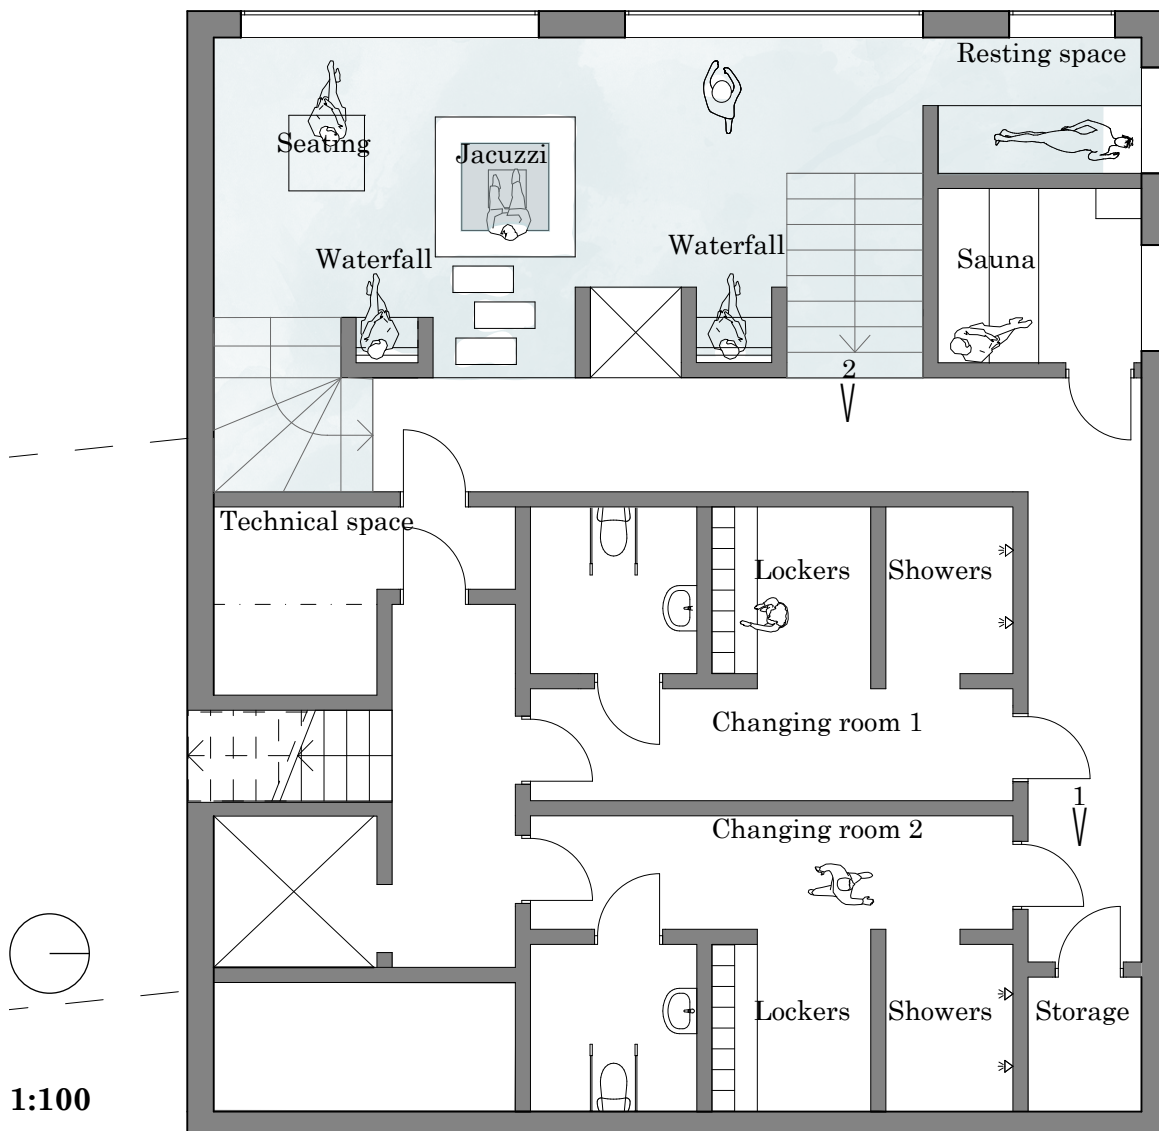 Resting space
Seating
Jacuzzi
Waterfall
Waterfall
Sauna
2
Technical space
Lockers
Showers
Changing room 1
1
Changing room 2
Lockers
Showers
Storage
1:100